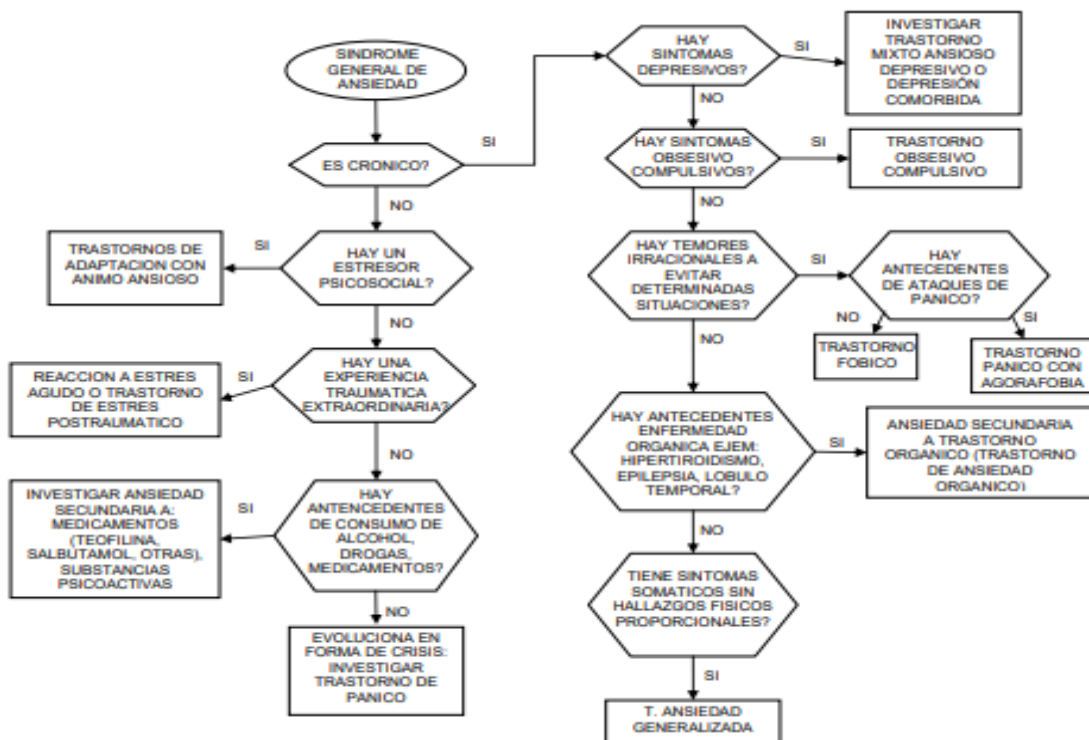 SINDROME
GENERAL DE
ANSIEDAD
ES CRONICO?
SI
NO
HAY UN
ESTRESOR
PSICOSOCIAL?
SI
TRASTORNOS DE
ADAPTACION CON
ANIMO ANSIOSO
NO
HAY UNA
EXPERIENCIA
TRAUMATICA
EXTRAORDINARIA?
SI
REACCION A ESTRES
AGUDO O TRASTORNO
DE ESTRES
POSTRAUMATICO
NO
HAY
ANTENCEDENTES
DE CONSUMO DE
ALCOHOL,
DROGAS,
MEDICAMENTOS?
SI
INVESTIGAR ANSIEDAD
SECUNDARIA A:
MEDICAMENTOS
(TEOFILINA,
SALBUTAMOL, OTRAS),
SUBSTANCIAS
PSICOACTIVAS
NO
EVOLUCIONA EN
FORMA DE CRISIS:
INVESTIGAR
TRASTORNO DE
PANICO
HAY
SINTOMAS
DEPRESIVOS?
SI
INVESTIGAR
TRASTORNO
MIXTO ANSIOSO
DEPRESIVO O
DEPRESIÓN
COMORBIDA
NO
HAY SINTOMAS
OBSESIVO
COMPULSIVOS?
SI
TRASTORNO
OBSESIVO
COMPULSIVO
NO
HAY TEMORES
IRRACIONALES A
EVITAR
DETERMINADAS
SITUACIONES?
SI
HAY
ANTECEDENTES
DE ATAQUES DE
PANICO?
NO
TRASTORNO
FOBICO
SI
TRASTORNO
PANICO CON
AGORAFOBIA
NO
HAY ANTECEDENTES
ENFERMEDAD
ORGANICA EJEM:
HIPERTIROIDISMO,
EPILEPSIA, LOBULO
TEMPORAL?
SI
ANSIEDAD SECUNDARIA
A TRASTORNO
ORGANICO (TRASTORNO
DE ANSIEDAD
ORGANICO)
NO
TIENE SINTOMAS
SOMATICOS SIN
HALLAZGOS FISICOS
PROPORCIONALES?
SI
T. ANSIEDAD
GENERALIZADA